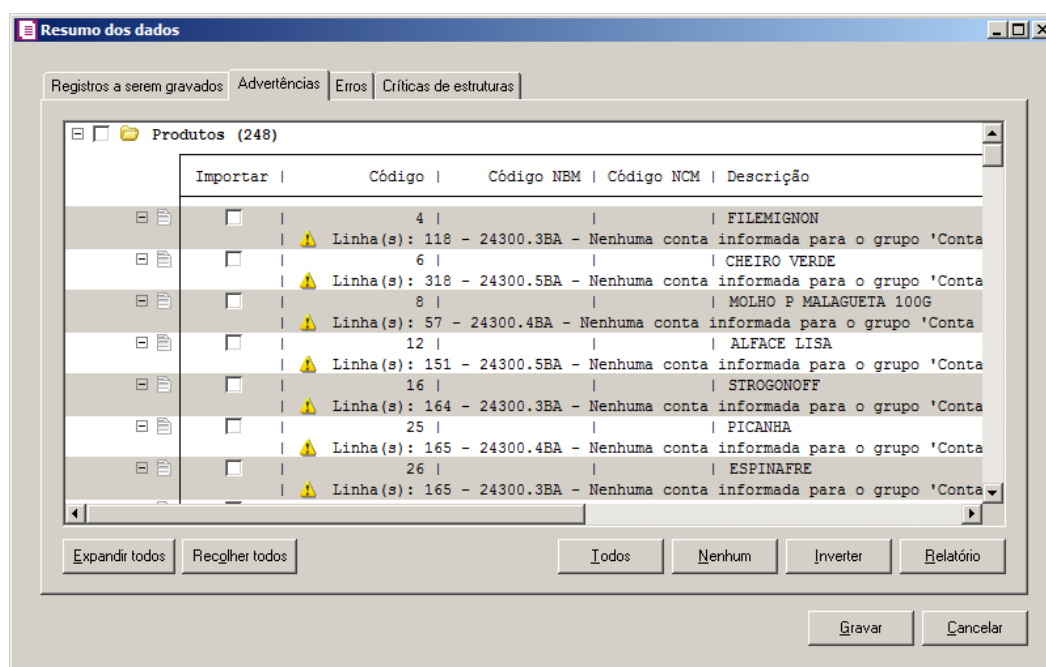 Resumo dos dados
Registros a serem gravados Advertências Erros Críticas de estruturas
Produtos (248)
Importar | Código | Código NBM | Código NCM | Descrição
| 4 | | | FILEMIGNON
| Linha(s): 118 - 24300.3BA - Nenhuma conta informada para o grupo 'Conta
| 6 | | | CHEIRO VERDE
| Linha(s): 318 - 24300.5BA - Nenhuma conta informada para o grupo 'Conta
| 8 | | | MOLHO P MALAGUETA 100G
| Linha(s): 57 - 24300.4BA - Nenhuma conta informada para o grupo 'Conta
| 12 | | | ALFACE LISA
| Linha(s): 151 - 24300.5BA - Nenhuma conta informada para o grupo 'Conta
| 16 | | | STROGONOFF
| Linha(s): 164 - 24300.3BA - Nenhuma conta informada para o grupo 'Conta
| 25 | | | PICANHA
| Linha(s): 165 - 24300.4BA - Nenhuma conta informada para o grupo 'Conta
| 26 | | | ESPINAFRE
| Linha(s): 165 - 24300.3BA - Nenhuma conta informada para o grupo 'Conta
Expandir todos Recolher todos Todos Nenhum Inverter Relatório
Gravar Cancelar